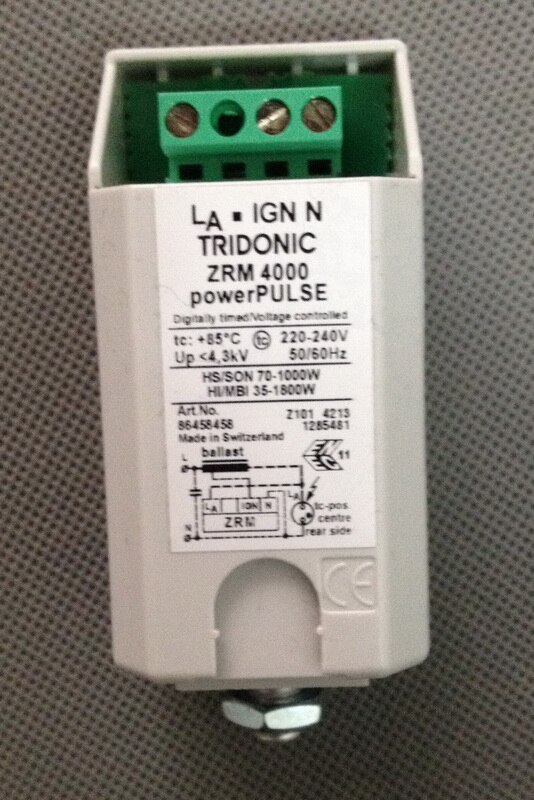 LA ▪ IGN N
TRIDONIC
ZRM 4000
powerPULSE
Digitally timed/Voltage controlled
tc: +85°C tc 220-240V
Up <4,3kV 50/60Hz
HS/SON 70-1000W
HI/MBI 35-1800W
Art.No. Z101 4213
86458458 1285481
Made in Switzerland
ballast
L
11
LA
LA IGN N
ZRM
tc-pos.
centre
rear side
N
CE